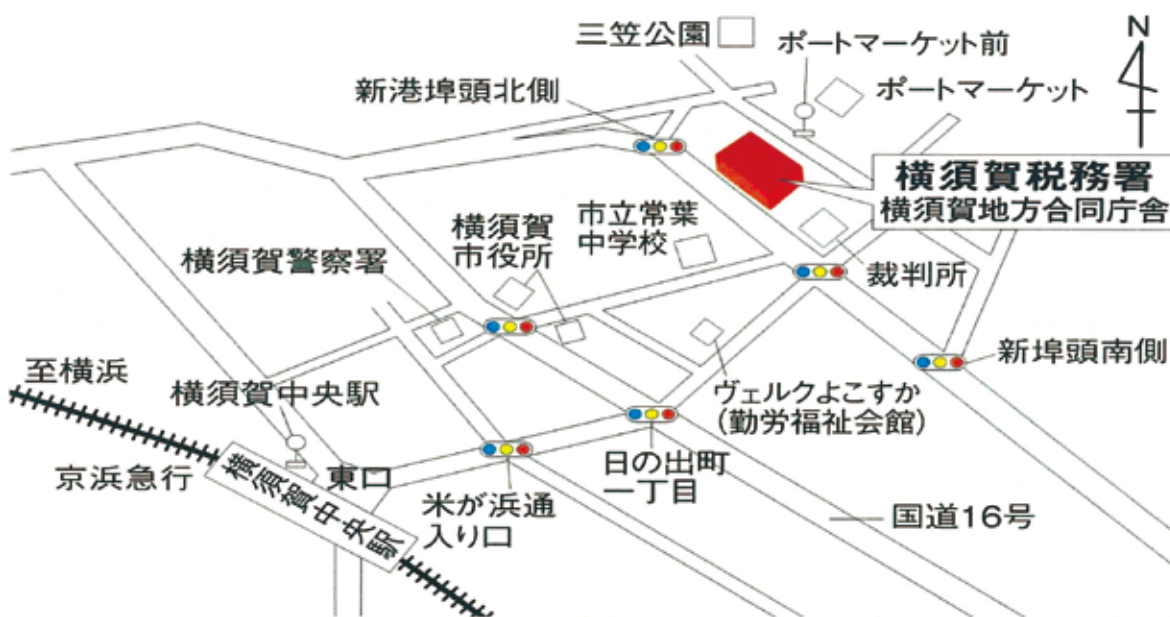 三笠公園
ポートマーケット前
N
新港埠頭北側
ポートマーケット
横須賀税務署
横須賀地方合同庁舎
横須賀
市役所
市立常葉
中学校
横須賀警察署
裁判所
新埠頭南側
至横浜
横須賀中央駅
ヴェルクよこすか
(勤労福祉会館)
京浜急行
東口
横須賀中央駅
米が浜通
入り口
日の出町
一丁目
国道16号